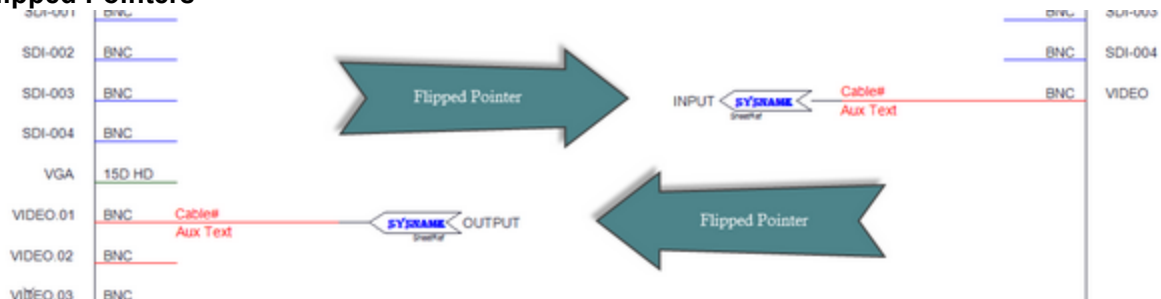 Flipped Pointers
SDI-001 BNC
SDI-002 BNC
SDI-003 BNC
SDI-004 BNC
VGA 15D HD
VIDEO.01 BNC Cable#
Aux Text
SYSNAME OUTPUT
SheetRef
VIDEO.02 BNC
VIDEO.03 BNC
Flipped Pointer
Flipped Pointer
BNC SDI-003
BNC SDI-004
INPUT SYSNAME Cable# BNC VIDEO
SheetRef Aux Text